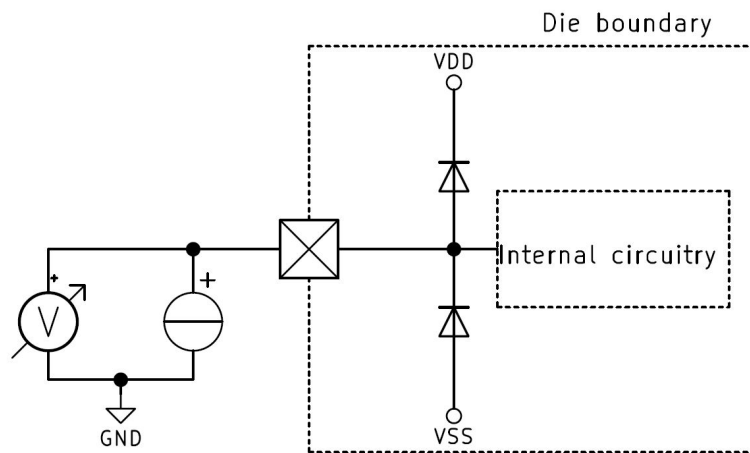 Die boundary
VDD
Internal circuitry
+
+
V
VSS
GND